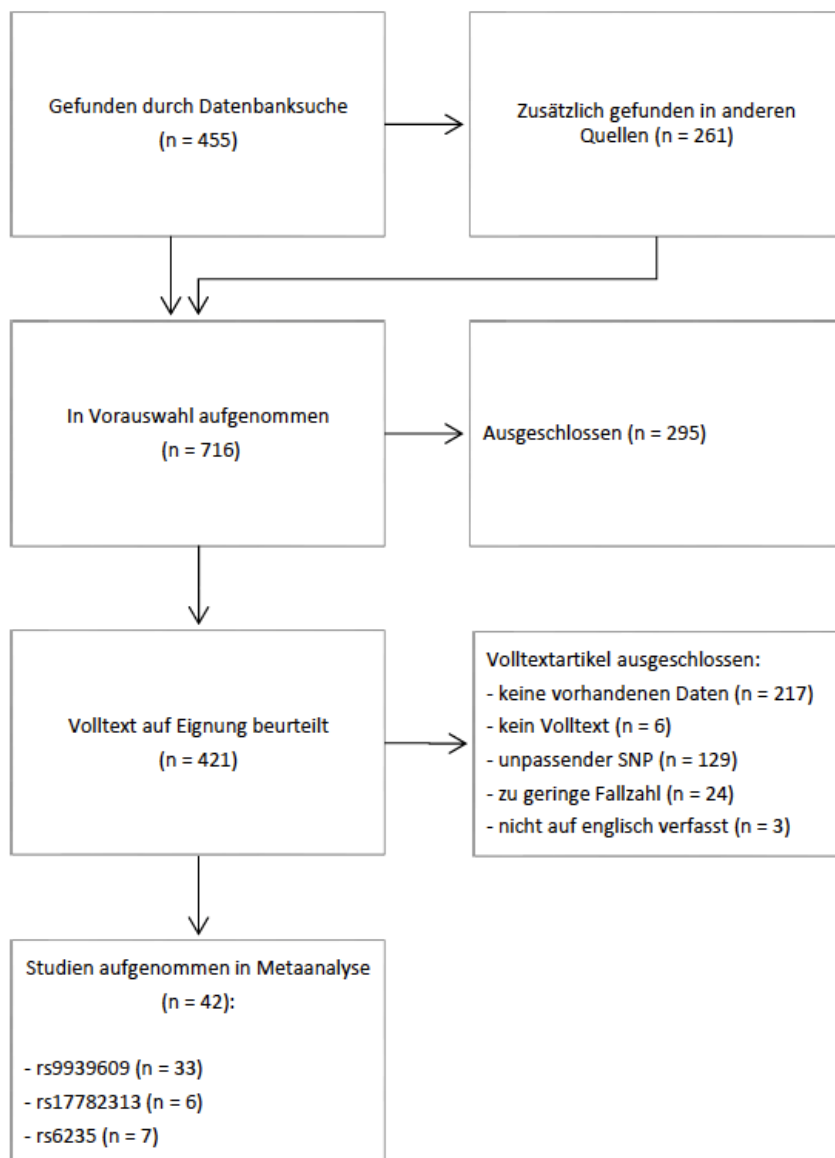 Gefunden durch Datenbanksuche
(n = 455)
Zusätzlich gefunden in anderen
Quellen (n = 261)
In Vorauswahl aufgenommen
(n = 716)
Ausgeschlossen (n = 295)
Volltext auf Eignung beurteilt
(n = 421)
Volltextartikel ausgeschlossen:
- keine vorhandenen Daten (n = 217)
- kein Volltext (n = 6)
- unpassender SNP (n = 129)
- zu geringe Fallzahl (n = 24)
- nicht auf englisch verfasst (n = 3)
Studien aufgenommen in Metaanalyse
(n = 42):
- rs9939609 (n = 33)
- rs17782313 (n = 6)
- rs6235 (n = 7)